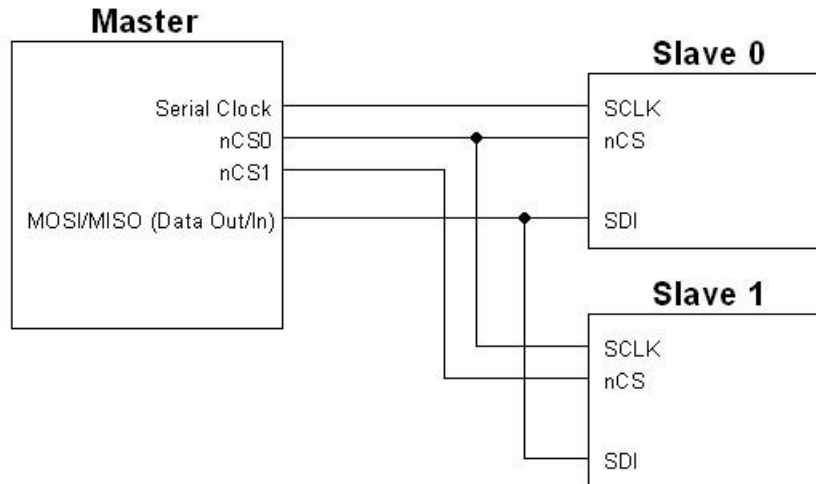 Master
Serial Clock
nCS0
nCS1
MOSI/MISO (Data Out/In)
Slave 0
SCLK
nCS
SDI
Slave 1
SCLK
nCS
SDI